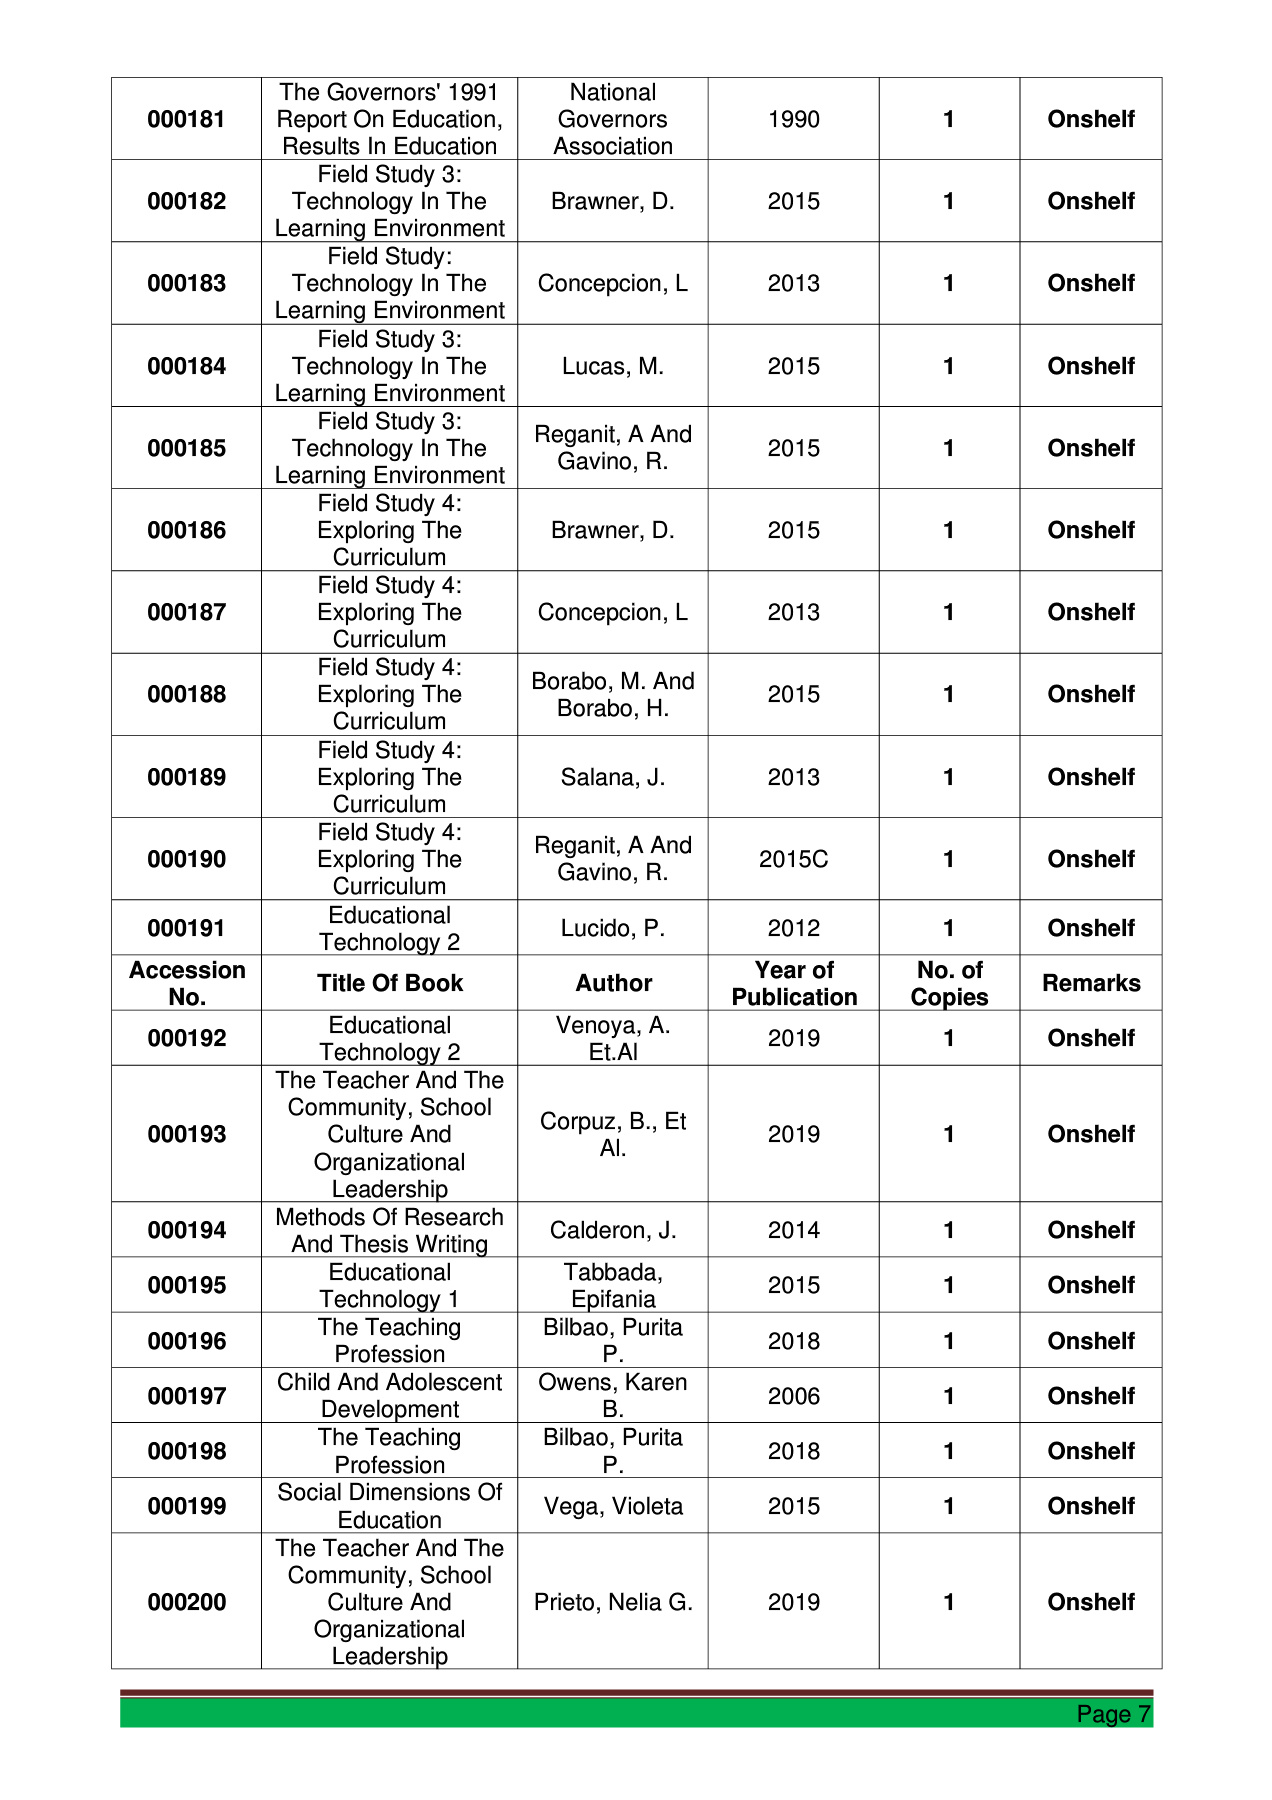 000181
The Governors' 1991
Report On Education,
Results In Education
National
Governors
Association
1990
1
Onshelf
000182
Field Study 3:
Technology In The
Learning Environment
Brawner, D.
2015
1
Onshelf
000183
Field Study:
Technology In The
Learning Environment
Concepcion, L
2013
1
Onshelf
000184
Field Study 3:
Technology In The
Learning Environment
Lucas, M.
2015
1
Onshelf
000185
Field Study 3:
Technology In The
Learning Environment
Reganit, A And
Gavino, R.
2015
1
Onshelf
000186
Field Study 4:
Exploring The
Curriculum
Brawner, D.
2015
1
Onshelf
000187
Field Study 4:
Exploring The
Curriculum
Concepcion, L
2013
1
Onshelf
000188
Field Study 4:
Exploring The
Curriculum
Borabo, M. And
Borabo, H.
2015
1
Onshelf
000189
Field Study 4:
Exploring The
Curriculum
Salana, J.
2013
1
Onshelf
000190
Field Study 4:
Exploring The
Curriculum
Reganit, A And
Gavino, R.
2015C
1
Onshelf
000191
Educational
Technology 2
Lucido, P.
2012
1
Onshelf
Accession
No.
Title Of Book
Author
Year of
Publication
No. of
Copies
Remarks
000192
Educational
Technology 2
Venoya, A.
Et.Al
2019
1
Onshelf
000193
The Teacher And The
Community, School
Culture And
Organizational
Leadership
Corpuz, B., Et
Al.
2019
1
Onshelf
000194
Methods Of Research
And Thesis Writing
Calderon, J.
2014
1
Onshelf
000195
Educational
Technology 1
Tabbada,
Epifania
2015
1
Onshelf
000196
The Teaching
Profession
Bilbao, Purita
P.
2018
1
Onshelf
000197
Child And Adolescent
Development
Owens, Karen
B.
2006
1
Onshelf
000198
The Teaching
Profession
Bilbao, Purita
P.
2018
1
Onshelf
000199
Social Dimensions Of
Education
Vega, Violeta
2015
1
Onshelf
000200
The Teacher And The
Community, School
Culture And
Organizational
Leadership
Prieto, Nelia G.
2019
1
Onshelf
Page 7